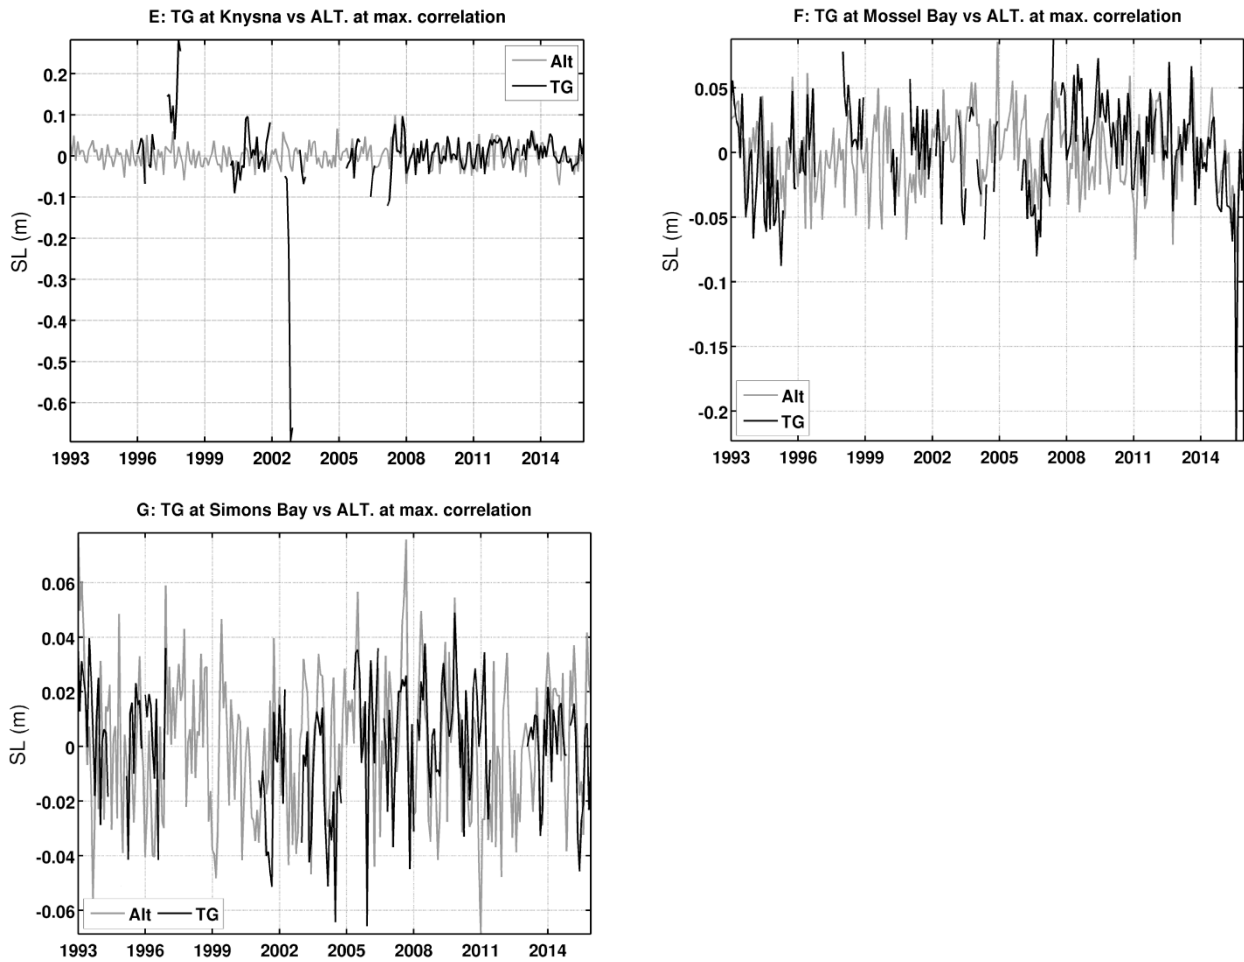 E: TG at Knysna vs ALT. at max. correlation
SL (m)
0.2
0.1
0
-0.1
-0.2
-0.3
-0.4
-0.5
-0.6
Alt
TG
1993 1996 1999 2002 2005 2008 2011 2014
F: TG at Mossel Bay vs ALT. at max. correlation
SL (m)
0.05
0
-0.05
-0.1
-0.15
-0.2
Alt
TG
1993 1996 1999 2002 2005 2008 2011 2014
G: TG at Simons Bay vs ALT. at max. correlation
SL (m)
0.06
0.04
0.02
0
-0.02
-0.04
-0.06
Alt TG
1993 1996 1999 2002 2005 2008 2011 2014